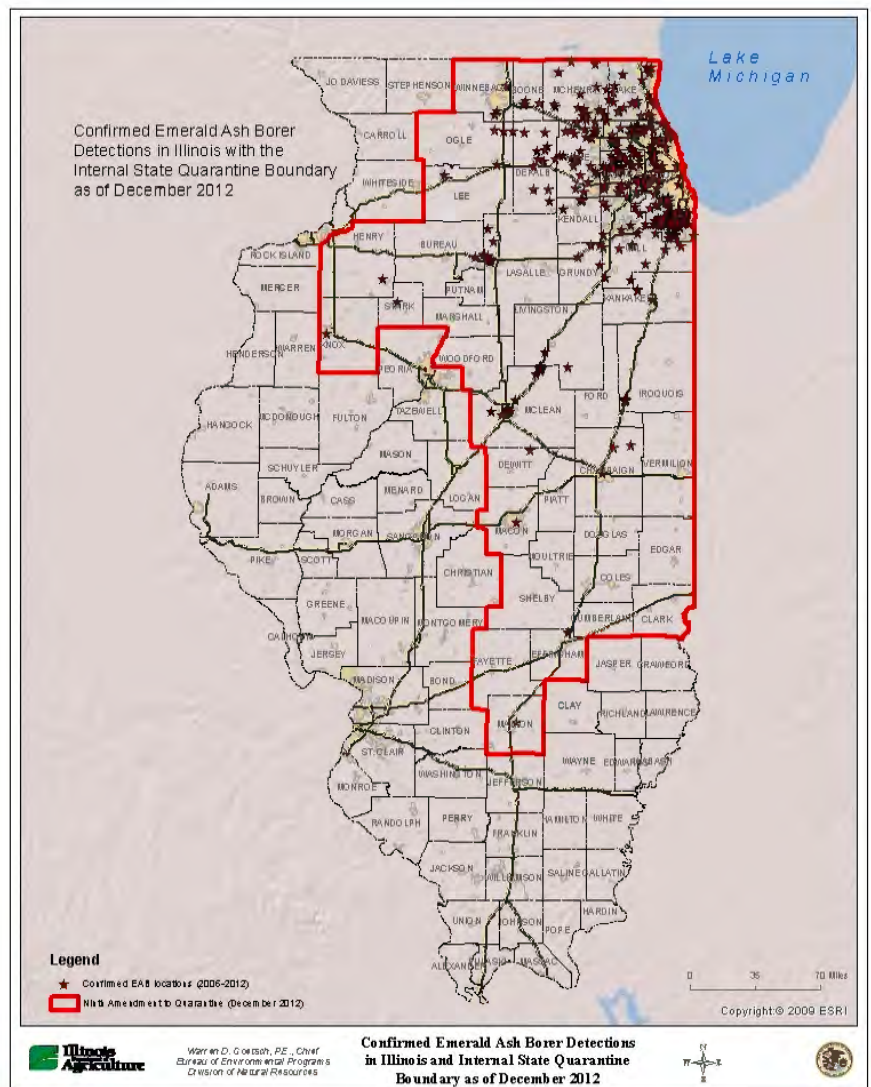 Lake
Michigan
Confirmed Emerald Ash Borer
Detections in Illinois with the
Internal State Quarantine Boundary
as of December 2012
JO DAVIESS
STEPHENSON
WINNEBAG
BOONE
MCHENR
LAKE
CARROLL
OGLE
DEKALB
WHITESIDE
LEE
KENDALL
HENRY
BUREAU
ROCK ISLAND
LASALLE
GRUNDY
WILL
MERCER
PUTNAM
STARK
KANKAKE
MARSHALL
LIVINGSTON
HENDERSON
WARREN
KNOX
PEORIA
WOODFORD
FORD
IROQUOIS
HANCOCK
MCDONOUGH
FULTON
TAZEWELL
MCLEAN
MASON
SCHUYLER
DEWITT
CHAMPAIGN
VERMILION
ADAMS
BROWN
CASS
MENARD
LOGAN
PIATT
MORGAN
SANGAMON
MACON
DOUGLAS
PIKE
SCOTT
MOULTRIE
EDGAR
CHRISTIAN
COLES
GREENE
SHELBY
MACOUPIN
MONTGOMERY
CUMBERLAND
CLARK
CALHOUN
JERSEY
FAYETTE
EFFINGHAM
JASPER
CRAWFORD
MADISON
BOND
CLAY
MARION
RICHLAND
LAWRENCE
CLINTON
ST.CLAIR
WAYNE
EDWARDS
WASHINGTON
JEFFERSON
MONROE
RANDOLPH
PERRY
HAMILTON
WHITE
FRANKLIN
JACKSON
WILLIAMSON
SALINE
GALLATIN
HARDIN
UNION
JOHNSON
POPE
ALEXANDER
PULASKI
MASSAC
Legend
Confirmed EAB locations (2006-2012)
Ninth Amendment to Quarantine (December 2012)
0 35 70 Miles
Copyright:© 2009 ESRI
Illinois
Agriculture
Warren D. Goetsch, P.E., Chief
Bureau of Environmental Programs
Division of Natural Resources
Confirmed Emerald Ash Borer Detections
in Illinois and Internal State Quarantine
Boundary as of December 2012